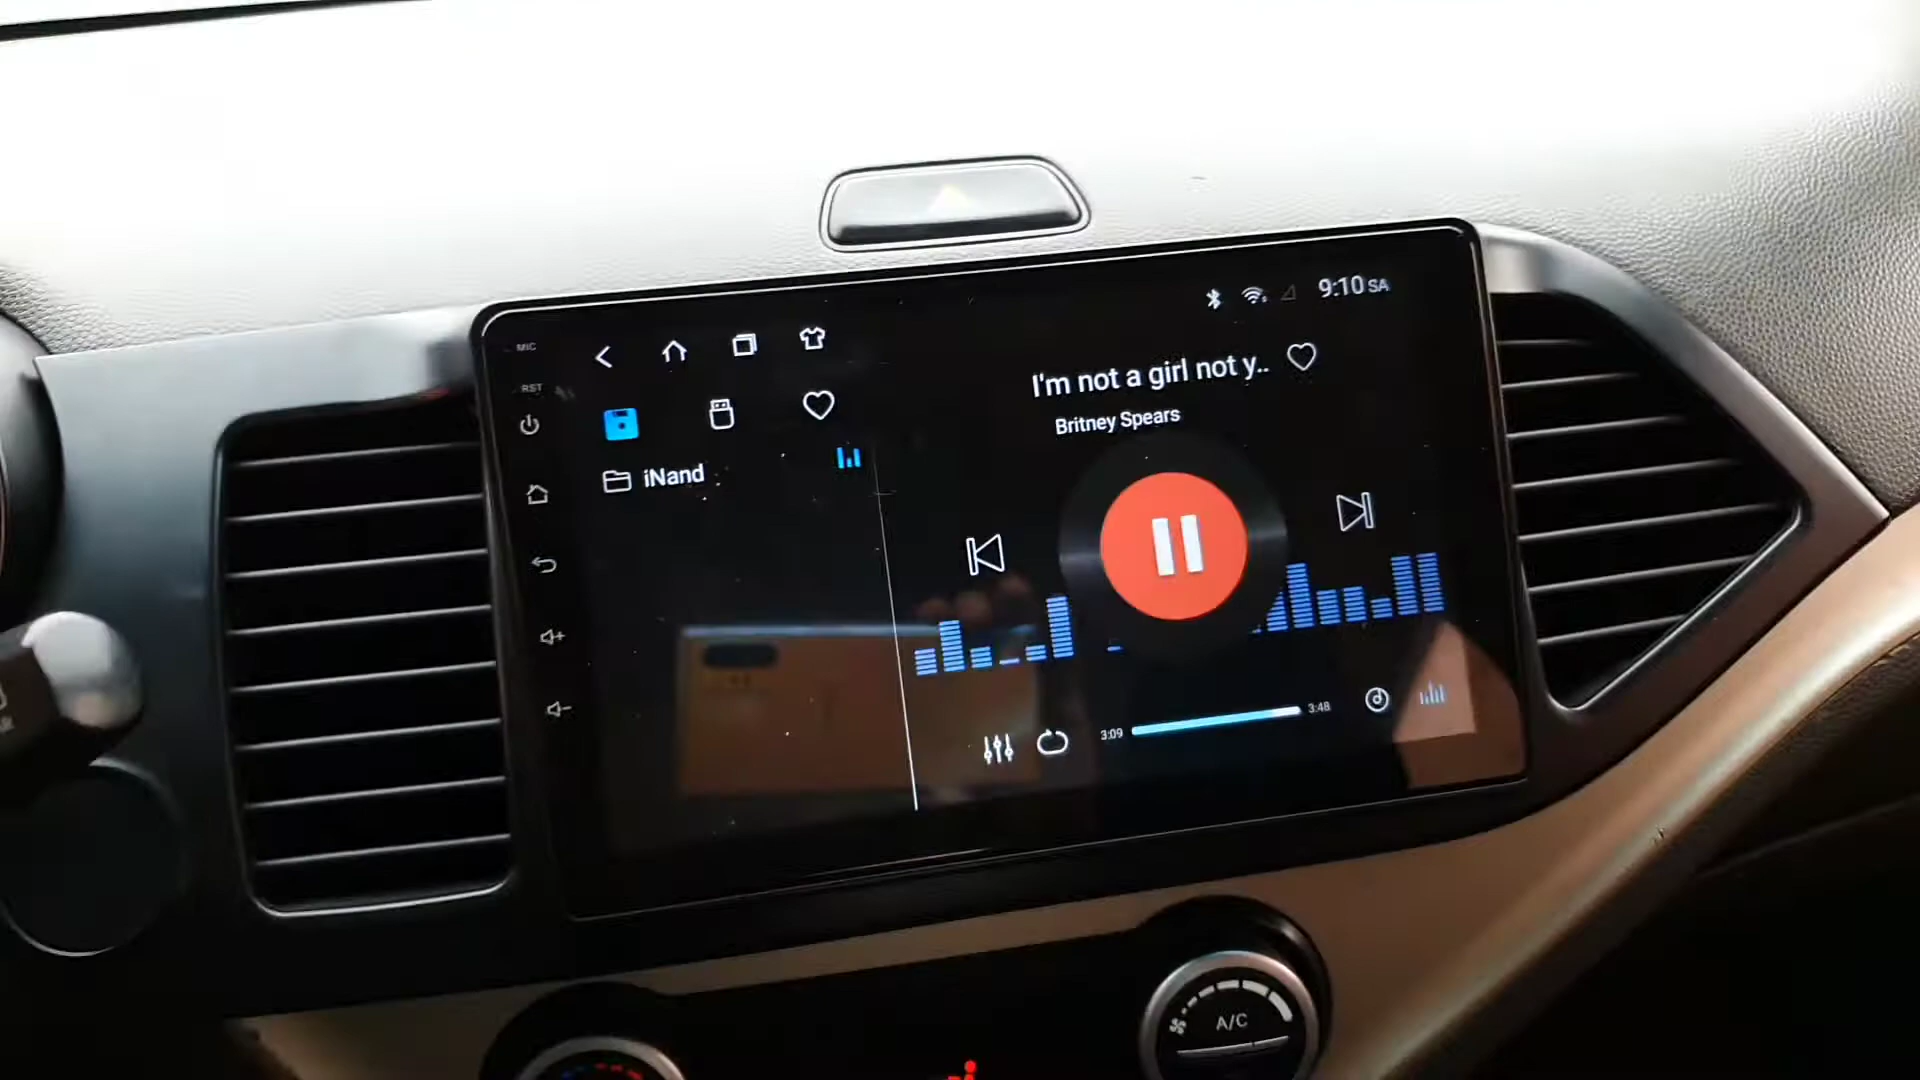 9:10 SA
MIC
RST
I'm not a girl not y..
Britney Spears
iNand
3:09
3:48
A/C